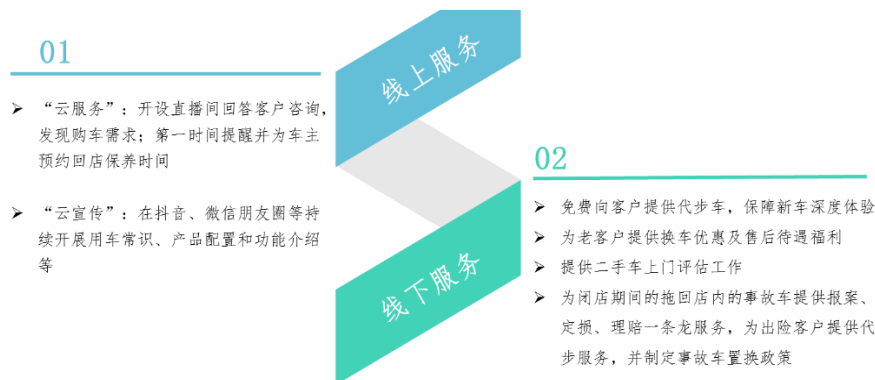 01
线上服务
➢ “云服务”：开设直播间回答客户咨询，
发现购车需求；第一时间提醒并为车主
预约回店保养时间
➢ “云宣传”：在抖音、微信朋友圈等持
续开展用车常识、产品配置和功能介绍
等
02
线下服务
➢ 免费向客户提供代步车，保障新车深度体验
➢ 为老客户提供换车优惠及售后待遇福利
➢ 提供二手车上门评估工作
➢ 为闭店期间的拖回店内的事故车提供报案、
定损、理赔一条龙服务，为出险客户提供代
步服务，并制定事故车置换政策